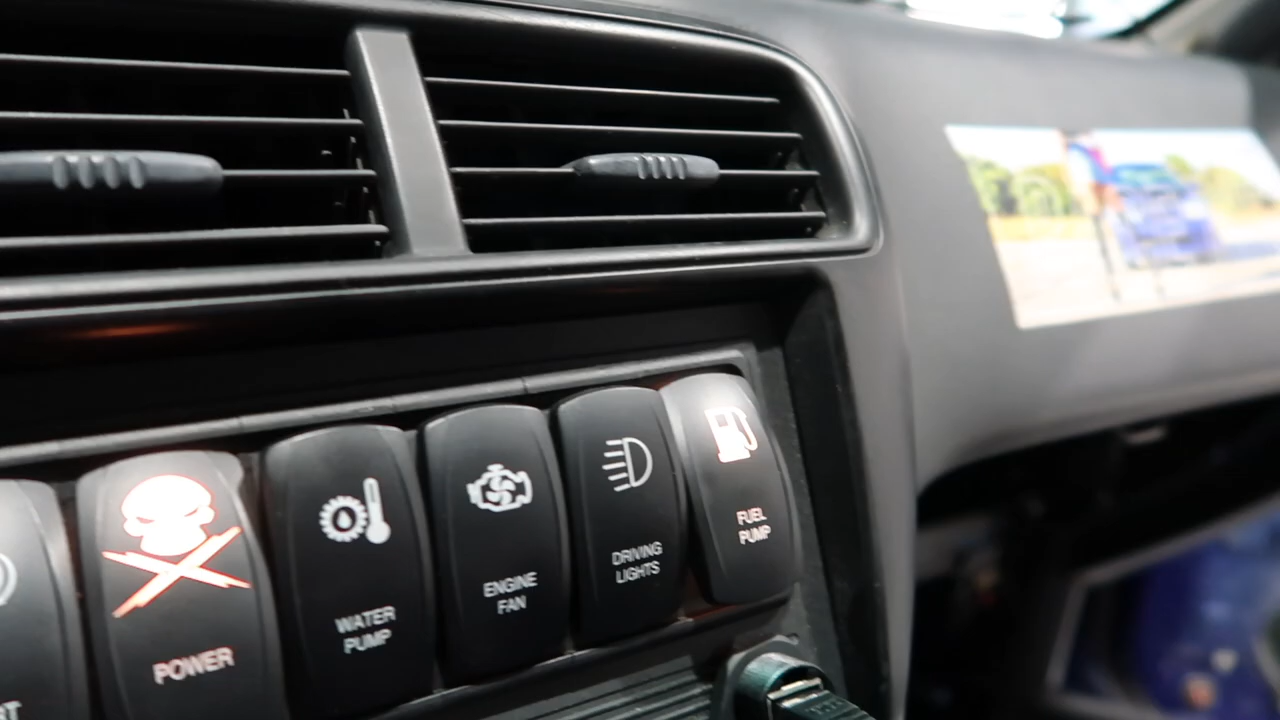 POWER
WATER
PUMP
ENGINE
FAN
DRIVING
LIGHTS
FUEL
PUMP